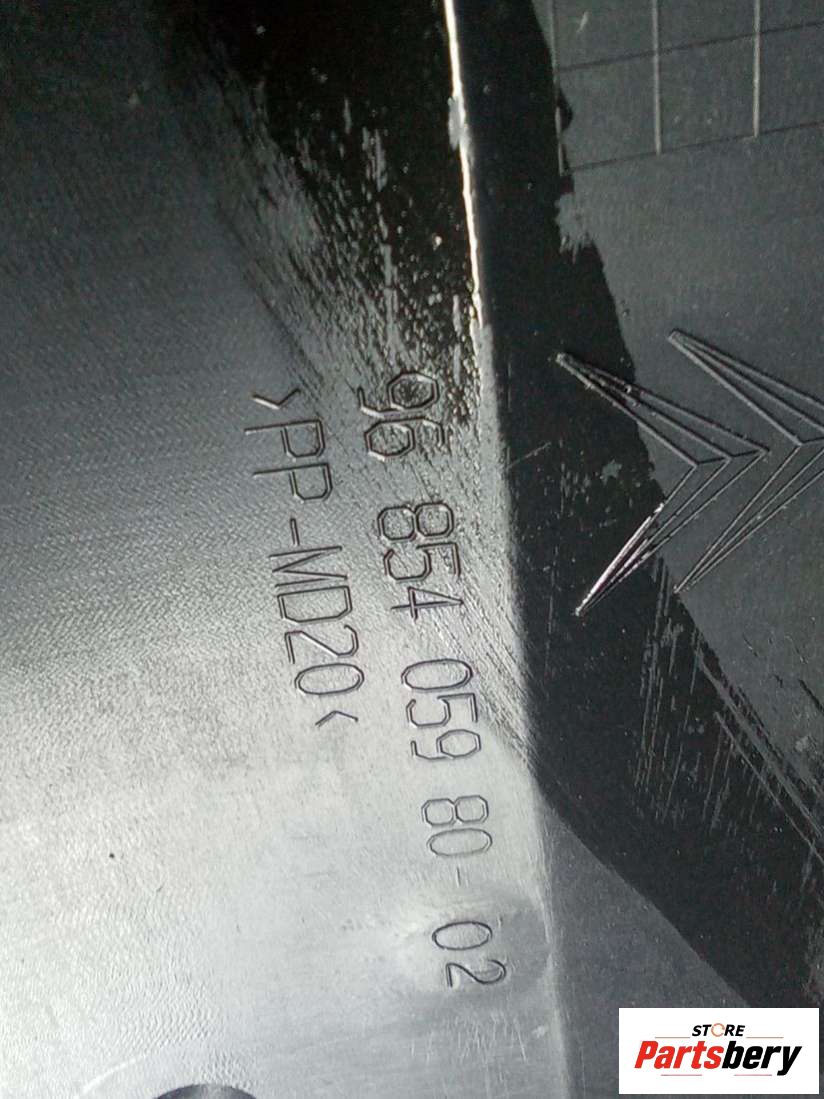 96 854 059 80-02
>PP-MD20<
STORE
Partsbery